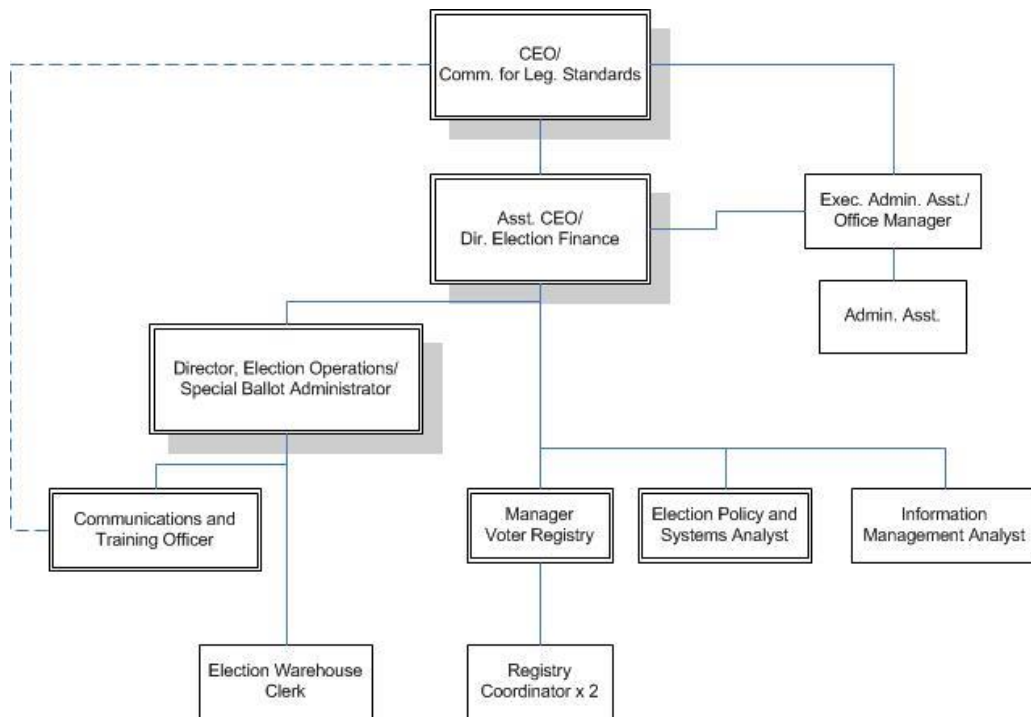 CEO/
Comm. for Leg. Standards
Asst. CEO/
Dir. Election Finance
Exec. Admin. Asst./
Office Manager
Admin. Asst.
Director, Election Operations/
Special Ballot Administrator
Communications and
Training Officer
Manager
Voter Registry
Election Policy and
Systems Analyst
Information
Management Analyst
Election Warehouse
Clerk
Registry
Coordinator x 2